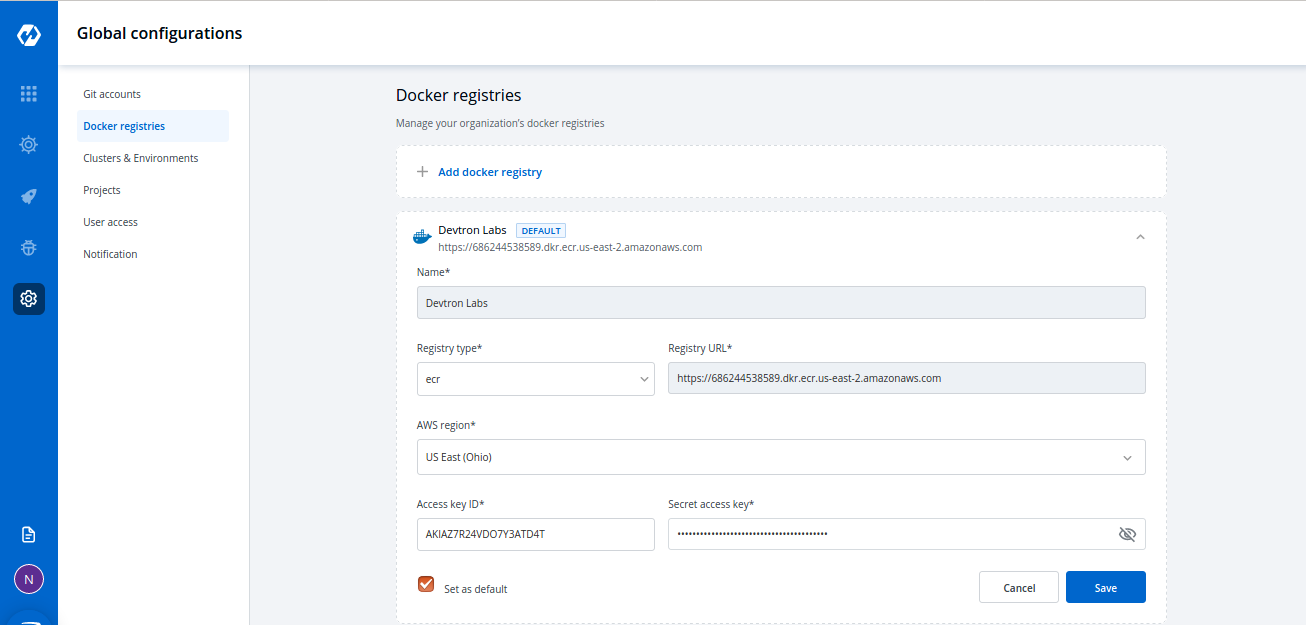 Global configurations
Git accounts
Docker registries
Clusters & Environments
Projects
User access
Notification
N
Docker registries
Manage your organization's docker registries
Add docker registry
Devtron Labs DEFAULT
https://686244538589.dkr.ecr.us-east-2.amazonaws.com
Name*
Devtron Labs
Registry type* Registry URL*
ecr https://686244538589.dkr.ecr.us-east-2.amazonaws.com
AWS region*
US East (Ohio)
Access key ID* Secret access key*
AKIAZ7R24VDO7Y3ATD4T
Set as default Cancel Save